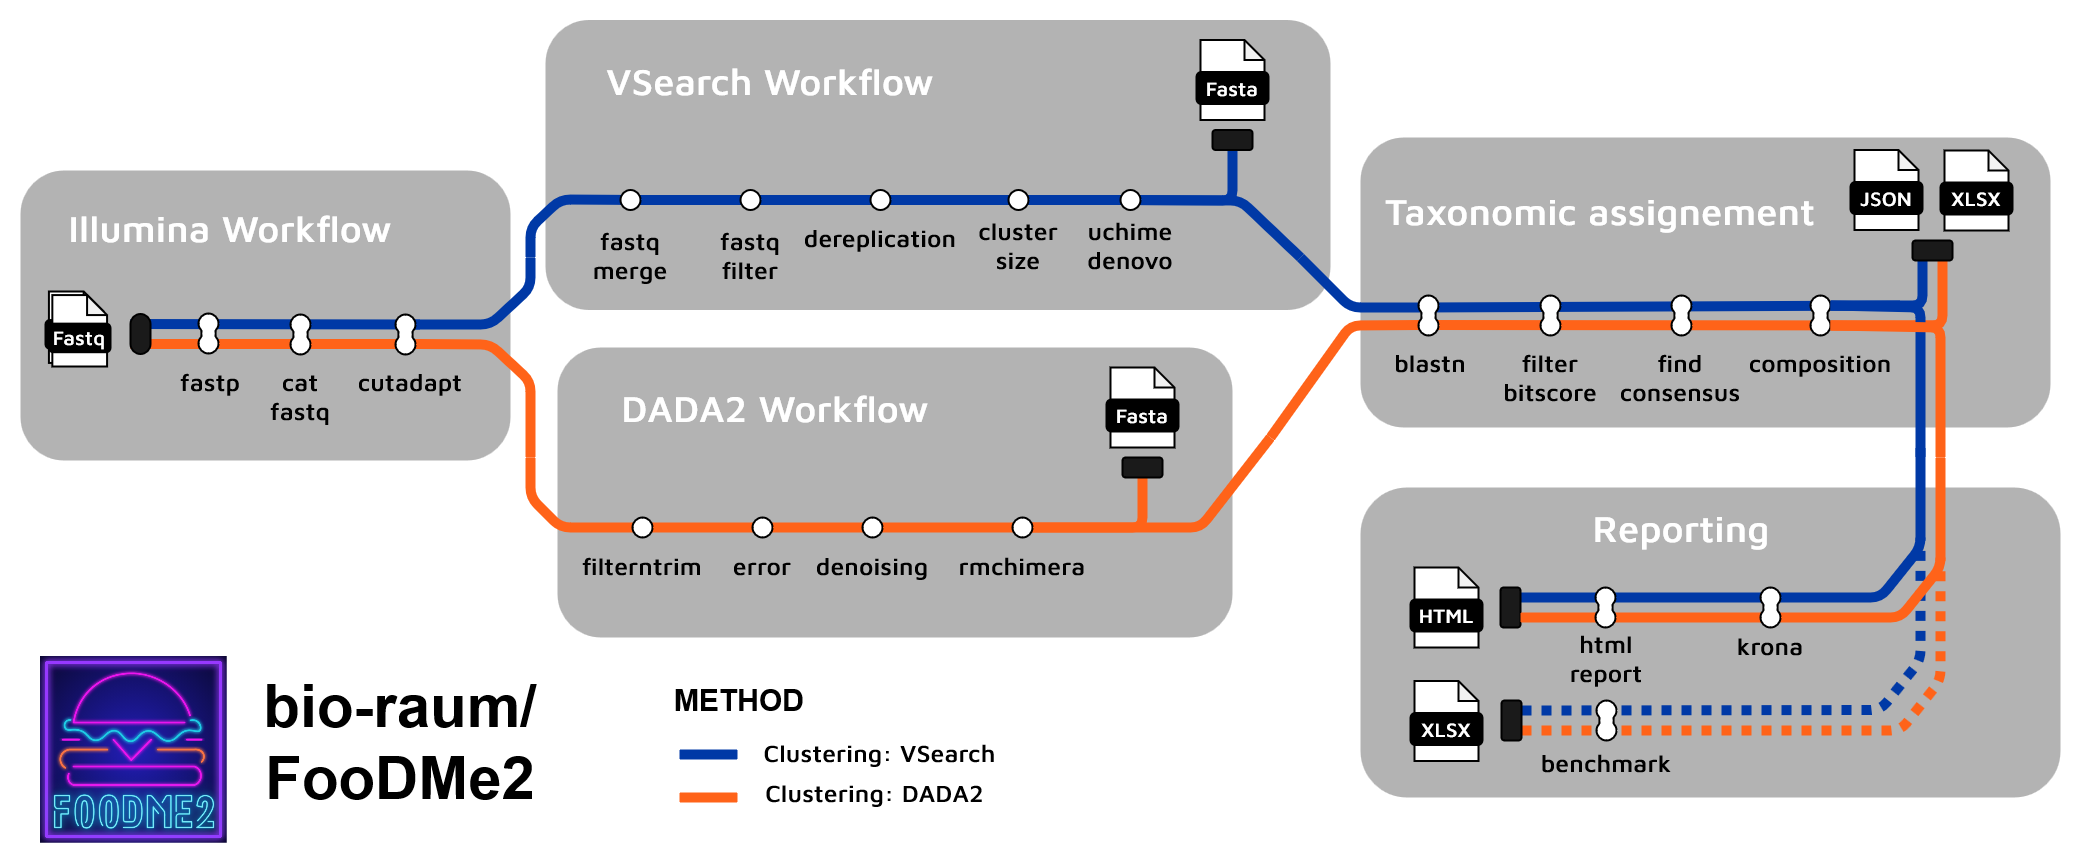 Illumina Workflow
Fastq
fastp
cat
fastq
cutadapt
VSearch Workflow
Fasta
fastq
merge
fastq
filter
dereplication
cluster
size
uchime
denovo
DADA2 Workflow
Fasta
filterntrim
error
denoising
rmchimera
Taxonomic assignement
JSON
XLSX
blastn
filter
bitscore
find
consensus
composition
Reporting
HTML
html
report
krona
XLSX
benchmark
FOODME2
bio-raum/
FooDMe2
METHOD
Clustering: VSearch
Clustering: DADA2